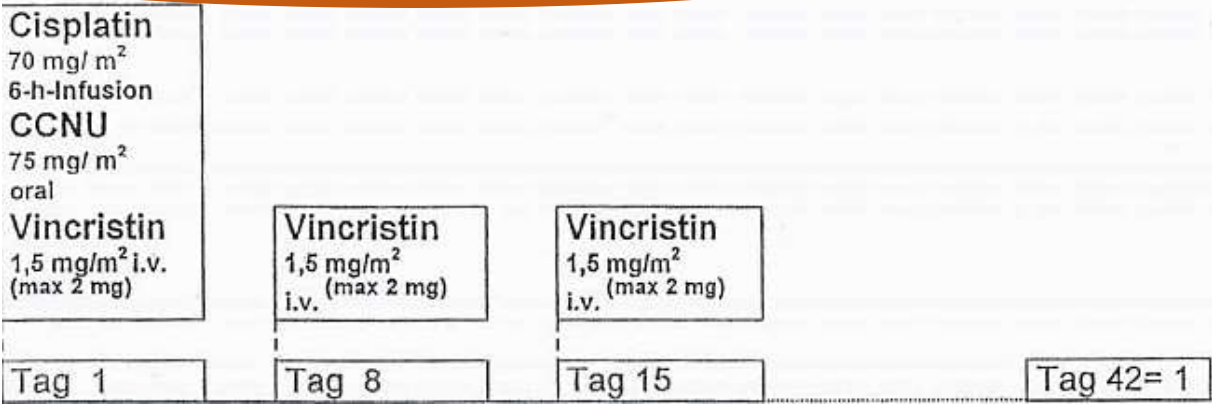 Cisplatin
70 mg/ m²
6-h-Infusion
CCNU
75 mg/ m²
oral
Vincristin
1,5 mg/m² i.v.
(max 2 mg)
Vincristin
1,5 mg/m²
(max 2 mg)
i.v.
Vincristin
1,5 mg/m²
(max 2 mg)
i.v.
Tag 1
Tag 8
Tag 15
Tag 42= 1